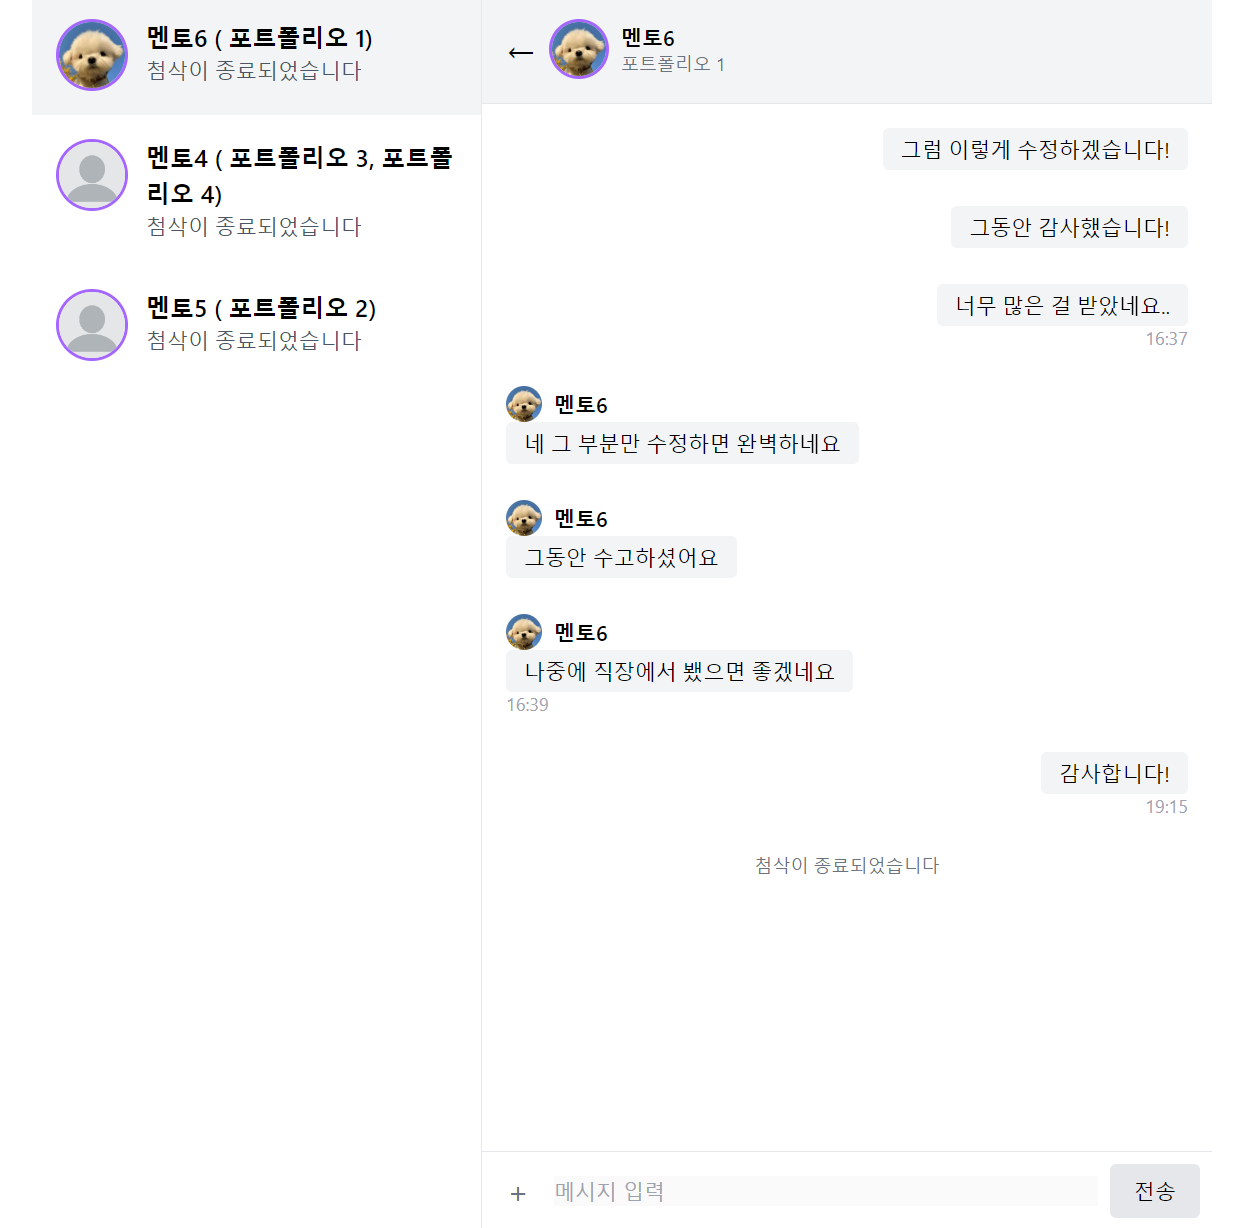 멘토6 ( 포트폴리오 1)
첨삭이 종료되었습니다
멘토4 ( 포트폴리오 3, 포트폴
리오 4)
첨삭이 종료되었습니다
멘토5 ( 포트폴리오 2)
첨삭이 종료되었습니다
←
멘토6
포트폴리오 1
그럼 이렇게 수정하겠습니다!
그동안 감사했습니다!
너무 많은 걸 받았네요..
16:37
멘토6
네 그 부분만 수정하면 완벽하네요
멘토6
그동안 수고하셨어요
멘토6
나중에 직장에서 뵀으면 좋겠네요
16:39
감사합니다!
19:15
첨삭이 종료되었습니다
+ 메시지 입력 전송